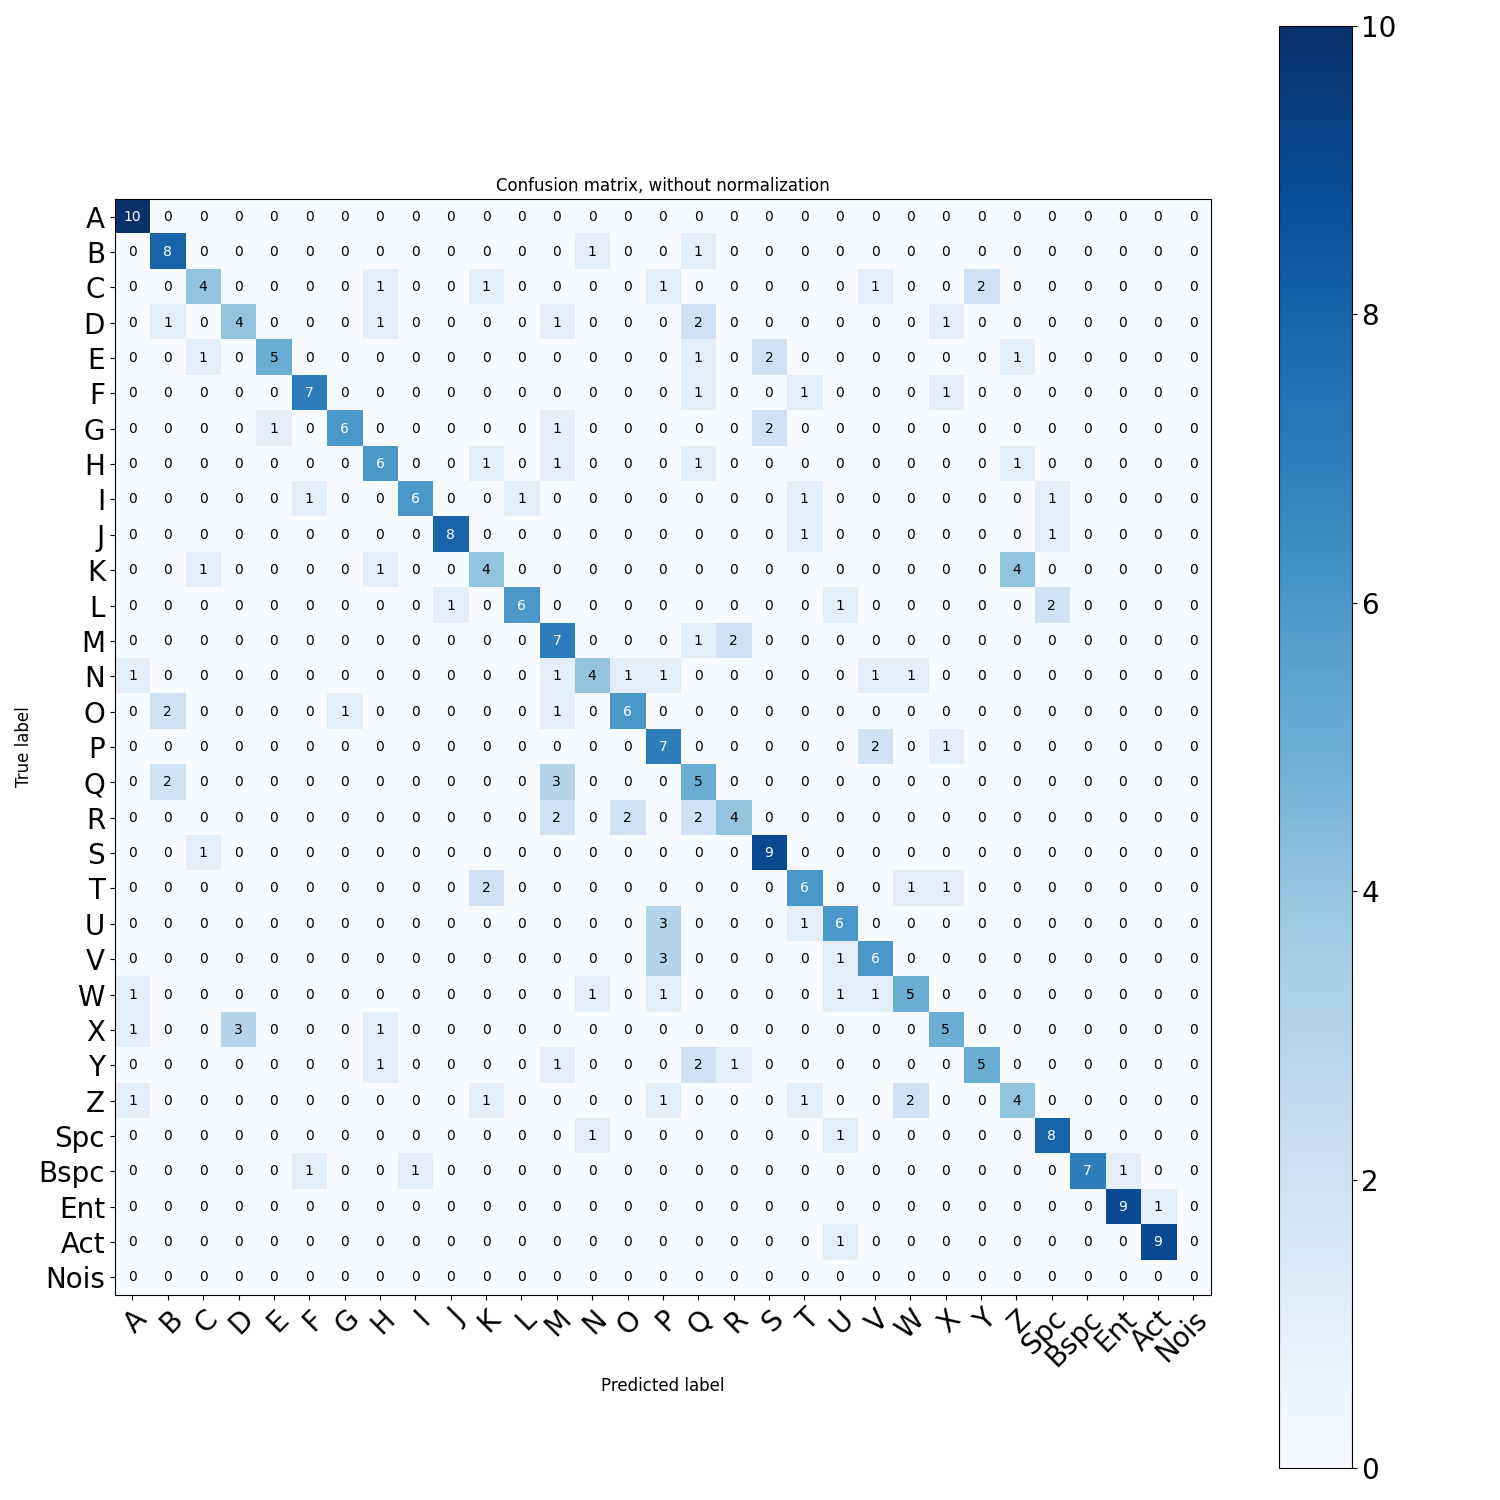 Confusion matrix, without normalization
A 10 0 0 0 0 0 0 0 0 0 0 0 0 0 0 0 0 0 0 0 0 0 0 0 0 0 0 0 0 0 0
B 0 8 0 0 0 0 0 0 0 0 0 0 0 1 0 0 1 0 0 0 0 0 0 0 0 0 0 0 0 0 0
C 0 0 4 0 0 0 0 1 0 0 1 0 0 0 0 1 0 0 0 0 0 1 0 0 2 0 0 0 0 0 0
D 0 1 0 4 0 0 0 1 0 0 0 0 1 0 0 0 2 0 0 0 0 0 0 1 0 0 0 0 0 0 0
E 0 0 1 0 5 0 0 0 0 0 0 0 0 0 0 0 1 0 2 0 0 0 0 0 0 1 0 0 0 0 0
F 0 0 0 0 0 7 0 0 0 0 0 0 0 0 0 0 1 0 0 1 0 0 0 1 0 0 0 0 0 0 0
G 0 0 0 0 1 0 6 0 0 0 0 0 1 0 0 0 0 0 2 0 0 0 0 0 0 0 0 0 0 0 0
H 0 0 0 0 0 0 0 6 0 0 1 0 1 0 0 0 1 0 0 0 0 0 0 0 0 1 0 0 0 0 0
I 0 0 0 0 0 1 0 0 6 0 0 1 0 0 0 0 0 0 0 1 0 0 0 0 0 0 1 0 0 0 0
J 0 0 0 0 0 0 0 0 0 8 0 0 0 0 0 0 0 0 0 1 0 0 0 0 0 0 1 0 0 0 0
K 0 0 1 0 0 0 0 1 0 0 4 0 0 0 0 0 0 0 0 0 0 0 0 0 0 4 0 0 0 0 0
L 0 0 0 0 0 0 0 0 0 1 0 6 0 0 0 0 0 0 0 0 1 0 0 0 0 0 2 0 0 0 0
M 0 0 0 0 0 0 0 0 0 0 0 0 7 0 0 0 1 2 0 0 0 0 0 0 0 0 0 0 0 0 0
N 1 0 0 0 0 0 0 0 0 0 0 0 1 4 1 1 0 0 0 0 0 1 1 0 0 0 0 0 0 0 0
O 0 2 0 0 0 0 1 0 0 0 0 0 1 0 6 0 0 0 0 0 0 0 0 0 0 0 0 0 0 0 0
P 0 0 0 0 0 0 0 0 0 0 0 0 0 0 0 7 0 0 0 0 0 2 0 1 0 0 0 0 0 0 0
Q 0 2 0 0 0 0 0 0 0 0 0 0 3 0 0 0 5 0 0 0 0 0 0 0 0 0 0 0 0 0 0
R 0 0 0 0 0 0 0 0 0 0 0 0 2 0 2 0 2 4 0 0 0 0 0 0 0 0 0 0 0 0 0
S 0 0 1 0 0 0 0 0 0 0 0 0 0 0 0 0 0 0 9 0 0 0 0 0 0 0 0 0 0 0 0
T 0 0 0 0 0 0 0 0 0 0 2 0 0 0 0 0 0 0 0 6 0 0 1 1 0 0 0 0 0 0 0
U 0 0 0 0 0 0 0 0 0 0 0 0 0 0 0 3 0 0 0 1 6 0 0 0 0 0 0 0 0 0 0
V 0 0 0 0 0 0 0 0 0 0 0 0 0 0 0 3 0 0 0 0 1 6 0 0 0 0 0 0 0 0 0
W 1 0 0 0 0 0 0 0 0 0 0 0 0 1 0 1 0 0 0 0 1 1 5 0 0 0 0 0 0 0 0
X 1 0 0 3 0 0 0 1 0 0 0 0 0 0 0 0 0 0 0 0 0 0 0 5 0 0 0 0 0 0 0
Y 0 0 0 0 0 0 0 1 0 0 0 0 1 0 0 0 2 1 0 0 0 0 0 0 5 0 0 0 0 0 0
Z 1 0 0 0 0 0 0 0 0 0 1 0 0 0 0 1 0 0 0 1 0 0 2 0 0 4 0 0 0 0 0
Spc 0 0 0 0 0 0 0 0 0 0 0 0 0 1 0 0 0 0 0 0 1 0 0 0 0 0 8 0 0 0 0
Bspc 0 0 0 0 0 1 0 0 1 0 0 0 0 0 0 0 0 0 0 0 0 0 0 0 0 0 0 7 1 0 0
Ent 0 0 0 0 0 0 0 0 0 0 0 0 0 0 0 0 0 0 0 0 0 0 0 0 0 0 0 0 9 1 0
Act 0 0 0 0 0 0 0 0 0 0 0 0 0 0 0 0 0 0 0 0 1 0 0 0 0 0 0 0 0 9 0
Nois 0 0 0 0 0 0 0 0 0 0 0 0 0 0 0 0 0 0 0 0 0 0 0 0 0 0 0 0 0 0 0
A B C D E F G H I J K L M N O P Q R S T U V W X Y Z Spc Bspc Ent Act Nois
Predicted label
True label
10
8
6
4
2
0